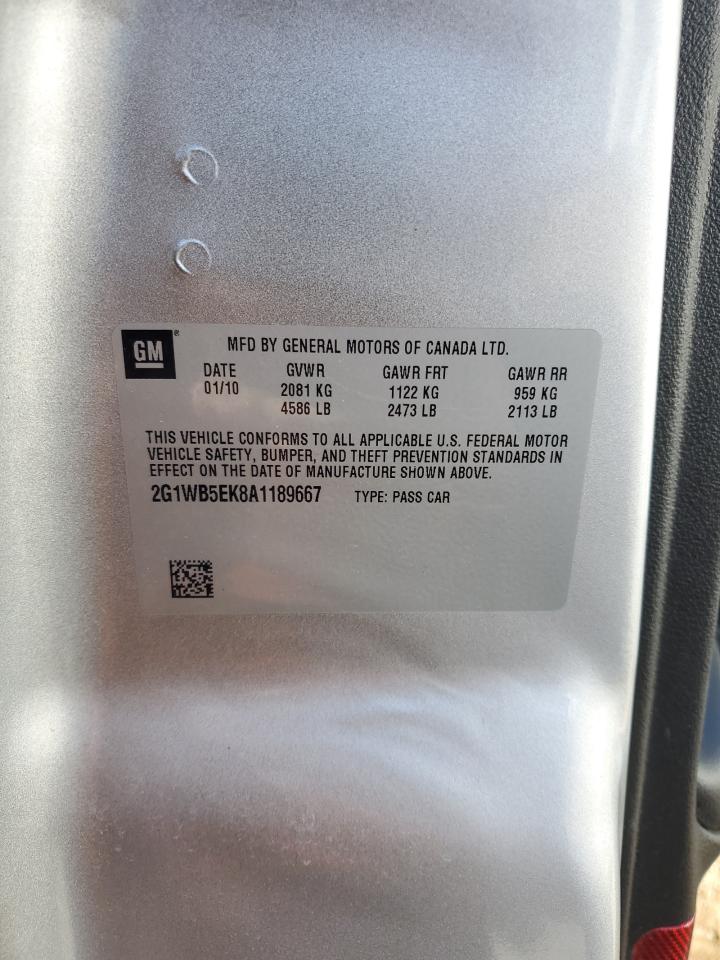 GM®
MFD BY GENERAL MOTORS OF CANADA LTD.
DATE GVWR GAWR FRT GAWR RR
01/10 2081 KG 1122 KG 959 KG
4586 LB 2473 LB 2113 LB
THIS VEHICLE CONFORMS TO ALL APPLICABLE U.S. FEDERAL MOTOR
VEHICLE SAFETY, BUMPER, AND THEFT PREVENTION STANDARDS IN
EFFECT ON THE DATE OF MANUFACTURE SHOWN ABOVE.
2G1WB5EK8A1189667 TYPE: PASS CAR